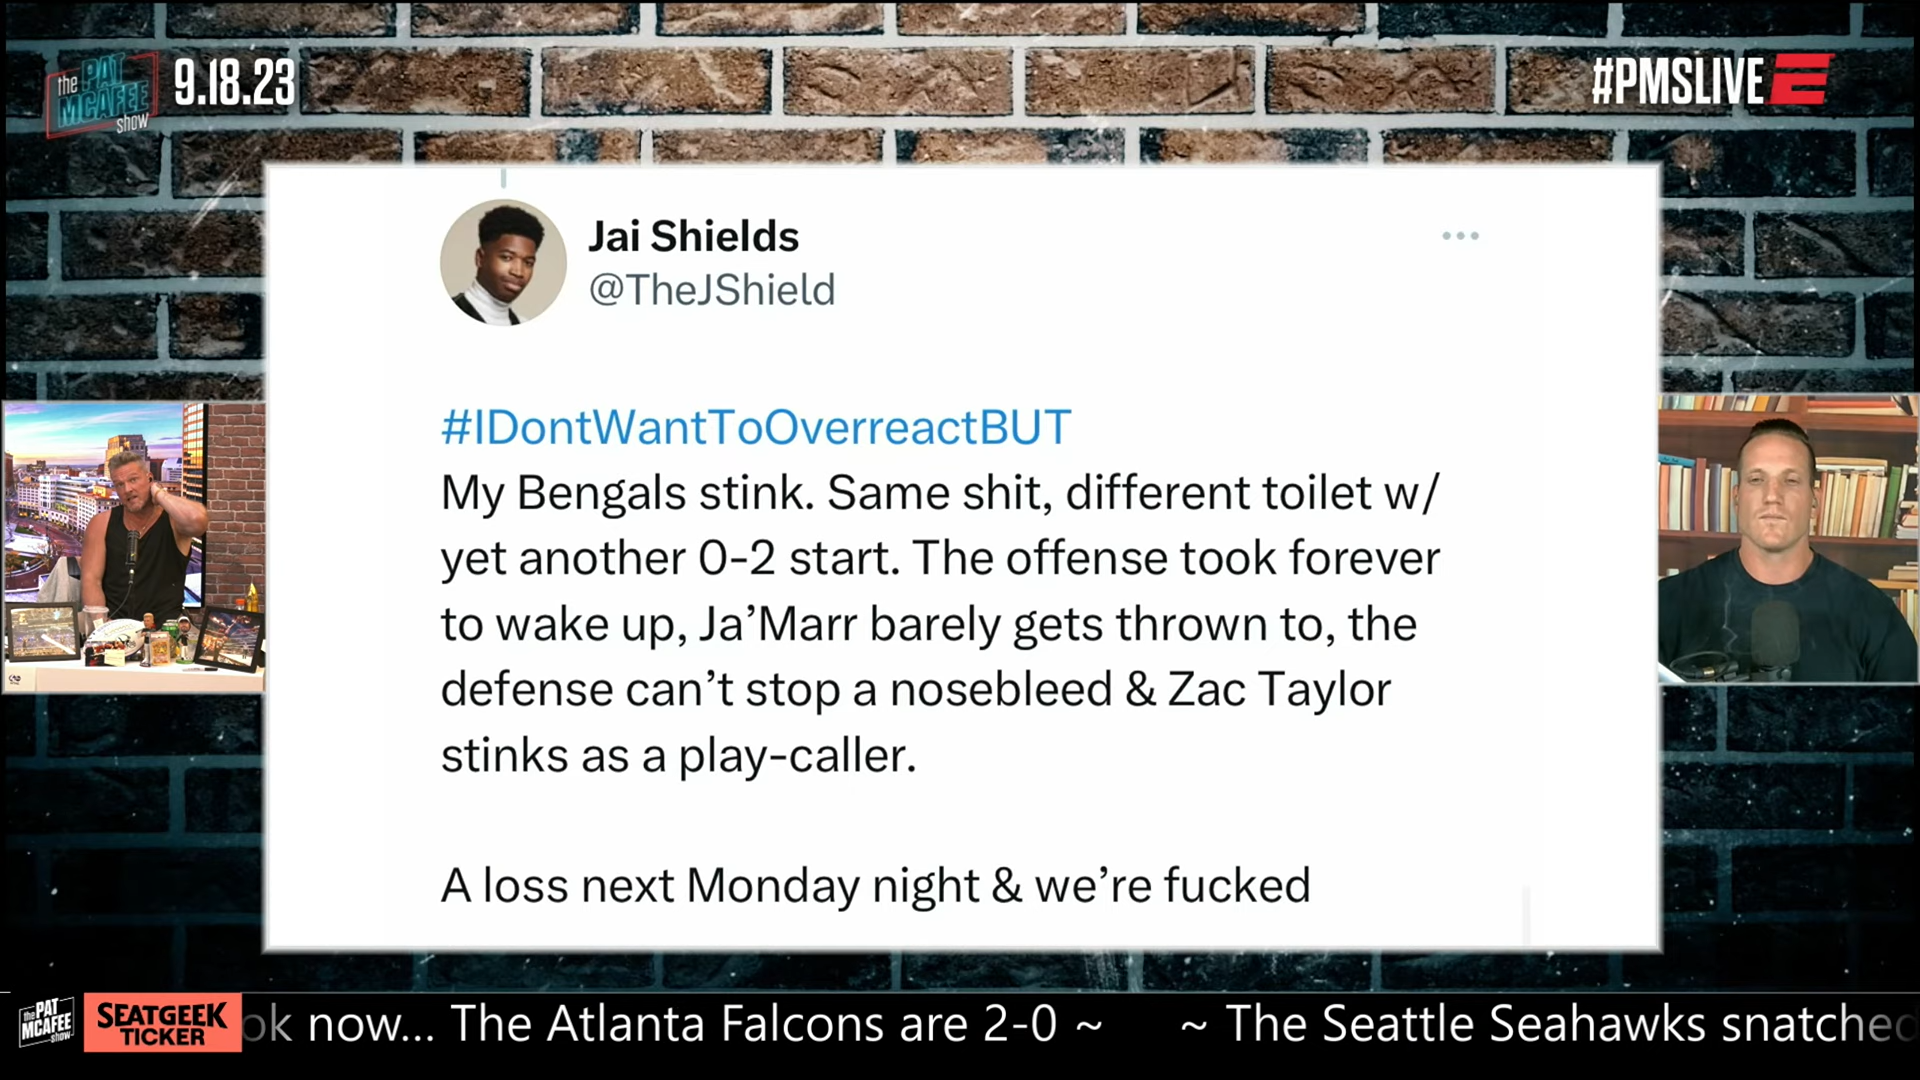 the PAT MCAFEE show
9.18.23
#PMSLIVE
Jai Shields
@TheJShield
#IDontWantToOverreactBUT
My Bengals stink. Same shit, different toilet w/
yet another 0-2 start. The offense took forever
to wake up, Ja’Marr barely gets thrown to, the
defense can’t stop a nosebleed & Zac Taylor
stinks as a play-caller.
A loss next Monday night & we’re fucked
the PAT MCAFEE show
SEATGEEK
TICKER
ok now... The Atlanta Falcons are 2-0 ~ ~ The Seattle Seahawks snatched